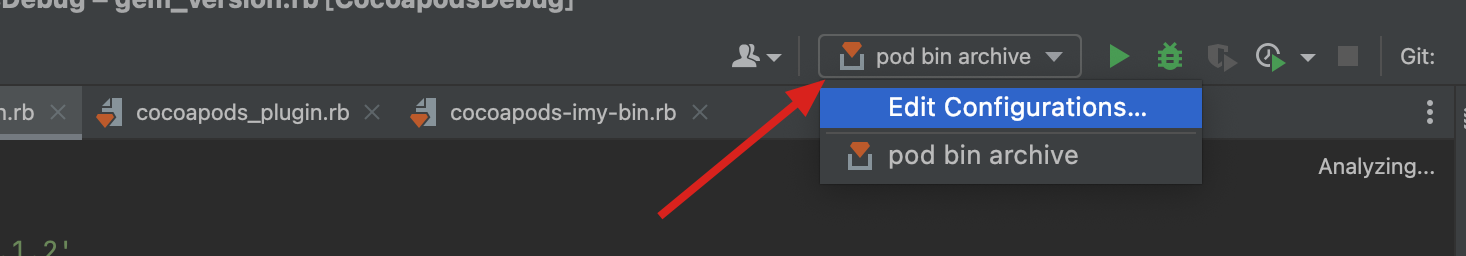 Debug – gem_version.rb [CocoapodsDebug]
pod bin archive
Git:
n.rb
cocoapods_plugin.rb
cocoapods-imy-bin.rb
Edit Configurations...
pod bin archive
Analyzing...
.1.2'